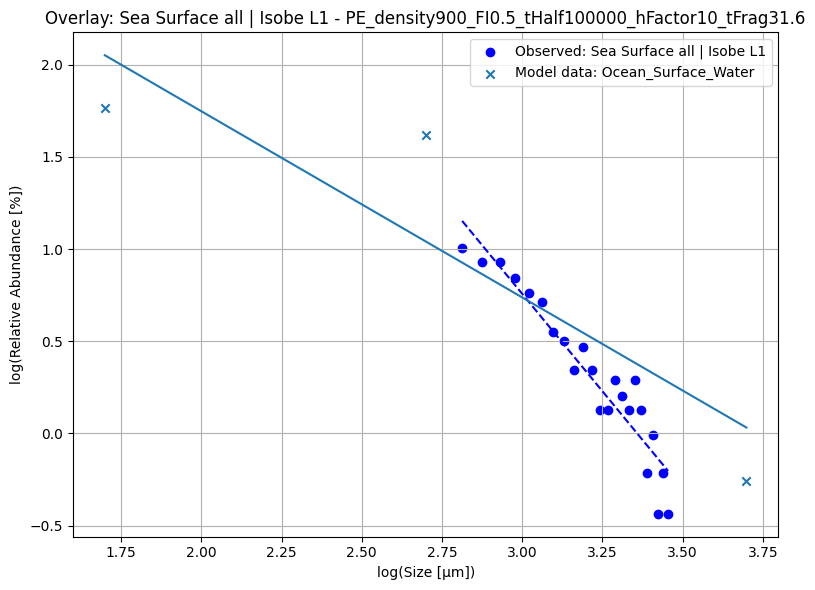 Overlay: Sea Surface all | Isobe L1 - PE_density900_FI0.5_tHalf100000_hFactor10_tFrag31.6
Observed: Sea Surface all | Isobe L1
Model data: Ocean_Surface_Water
log(Relative Abundance [%])
2.0
1.5
1.0
0.5
0.0
−0.5
1.75 2.00 2.25 2.50 2.75 3.00 3.25 3.50 3.75
log(Size [μm])